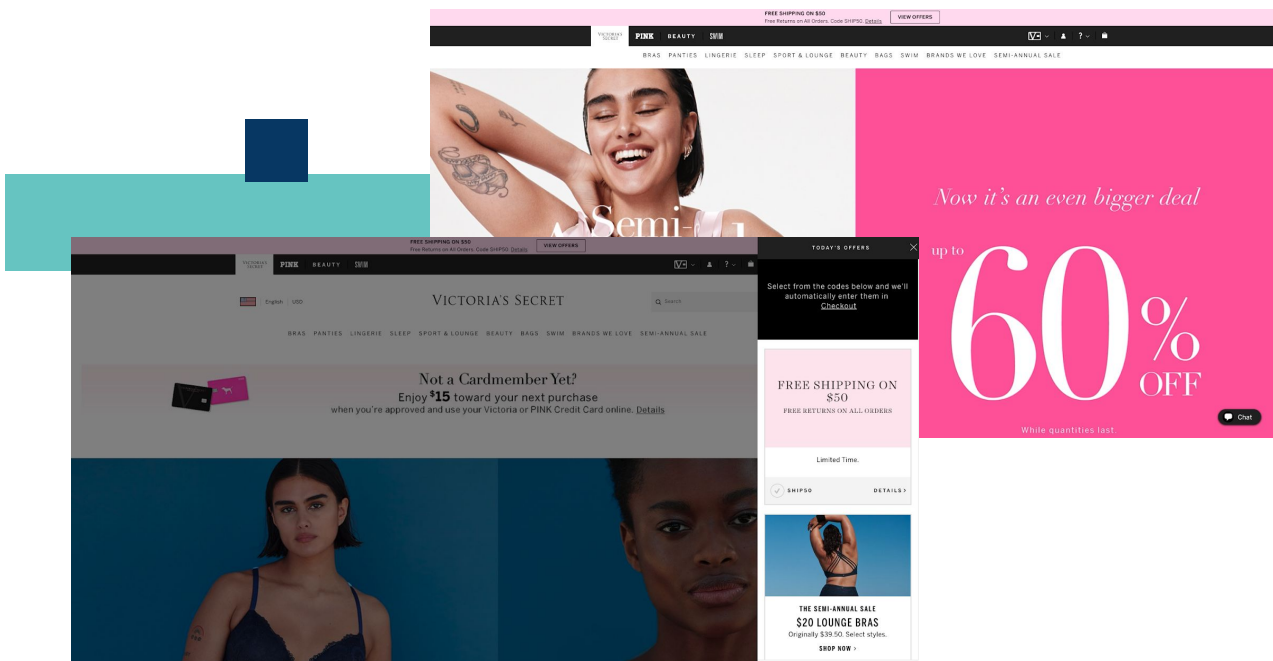 FREE SHIPPING ON $50
Free Returns on All Orders. Code SHIP50. Details
VIEW OFFERS
VICTORIA'S SECRET PINK BEAUTY SWIM
?
BRAS PANTIES LINGERIE SLEEP SPORT & LOUNGE BEAUTY BAGS SWIM BRANDS WE LOVE SEMI-ANNUAL SALE
Semi-
Now it's an even bigger deal
up to
60%
OFF
While quantities last.
Chat
FREE SHIPPING ON $50
Free Returns on All Orders. Code SHIP50. Details
VIEW OFFERS
VICTORIA'S SECRET PINK BEAUTY SWIM
?
English USD
VICTORIA'S SECRET
Search
BRAS PANTIES LINGERIE SLEEP SPORT & LOUNGE BEAUTY BAGS SWIM BRANDS WE LOVE SEMI-ANNUAL SALE
Not a Cardmember Yet?
Enjoy $15 toward your next purchase
when you're approved and use your Victoria or PINK Credit Card online. Details
TODAY'S OFFERS
Select from the codes below and we'll
automatically enter them in
Checkout
FREE SHIPPING ON
$50
FREE RETURNS ON ALL ORDERS
Limited Time.
SHIP50 DETAILS >
THE SEMI-ANNUAL SALE
$20 LOUNGE BRAS
Originally $39.50. Select styles.
SHOP NOW >